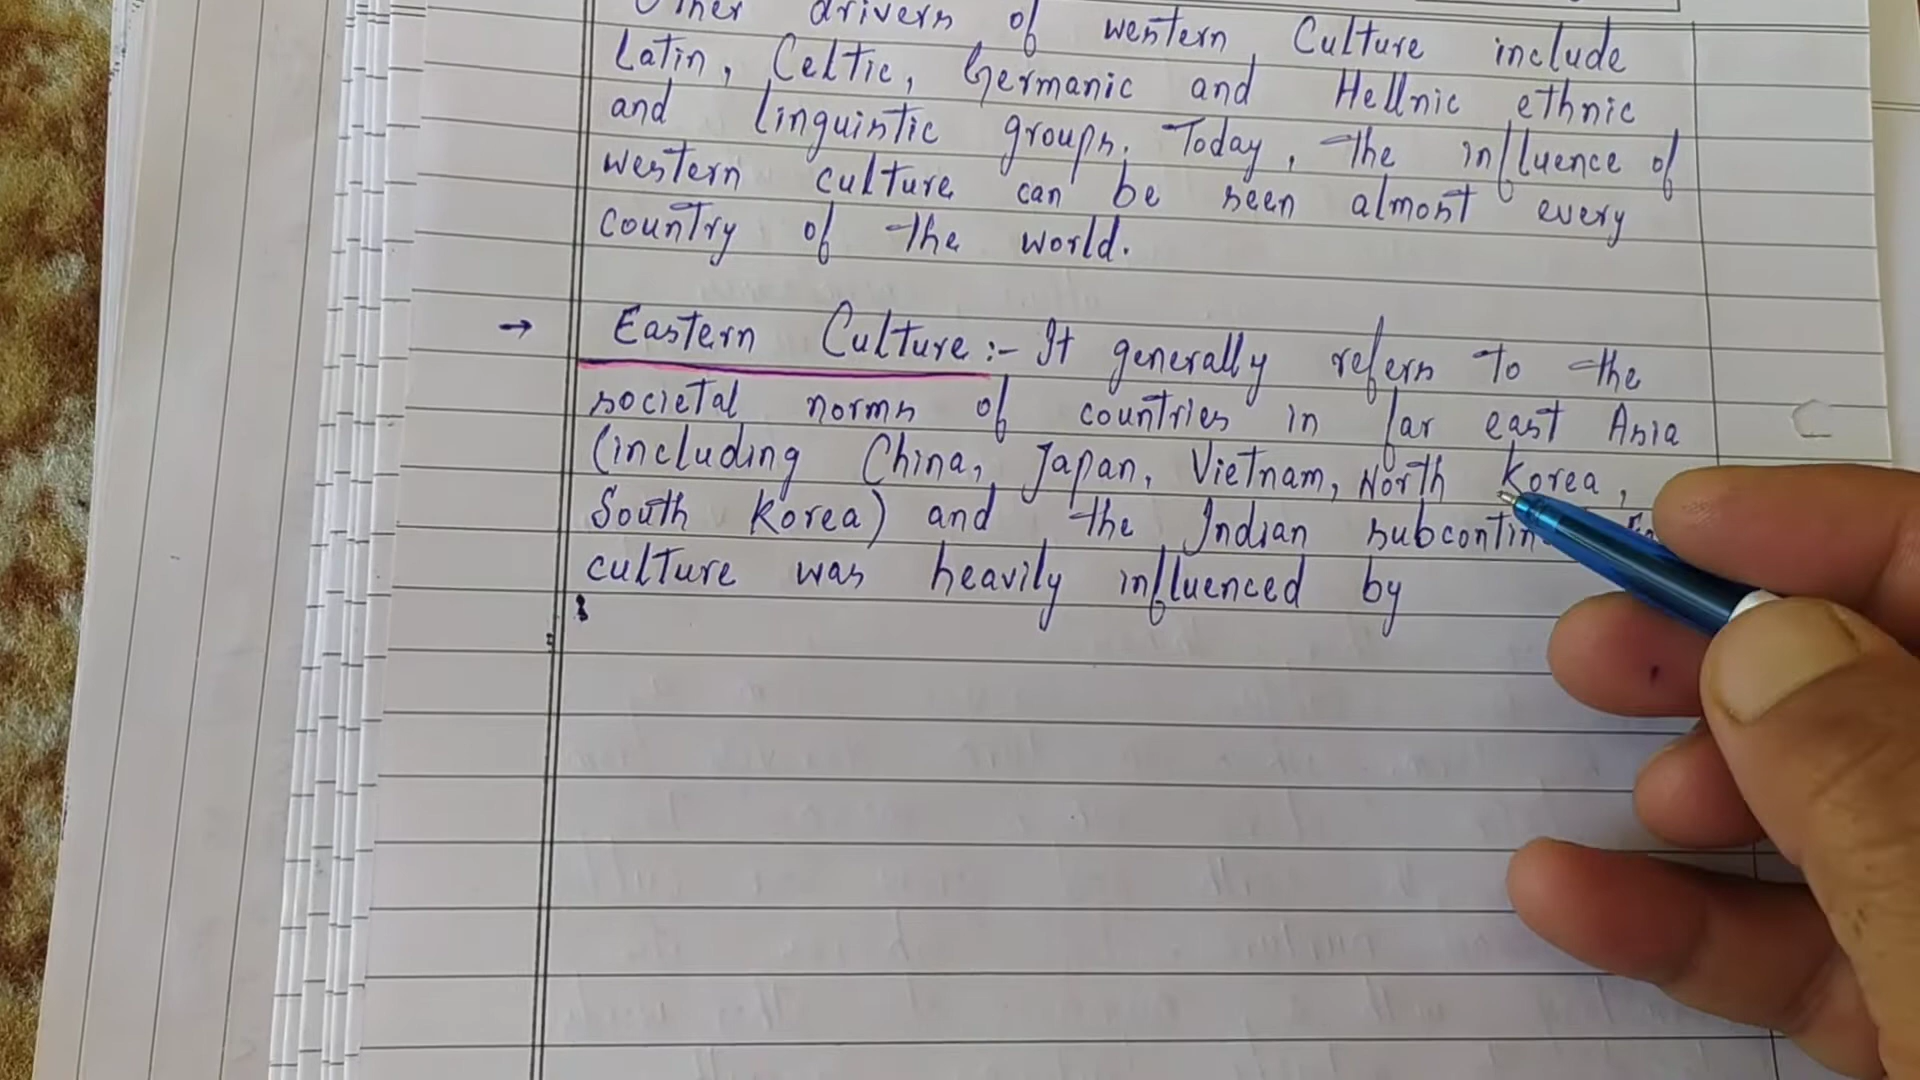 Other drivers of western Culture include
Latin, Celtic, Germanic and Hellnic ethnic
and linguistic groups. Today, the influence of
western culture can be seen almost every
country of the world.
→ Eastern Culture :- It generally refers to the
societal norms of countries in far east Asia
(including China, Japan, Vietnam, North Korea,
South Korea) and the Indian
culture was heavily influenced by